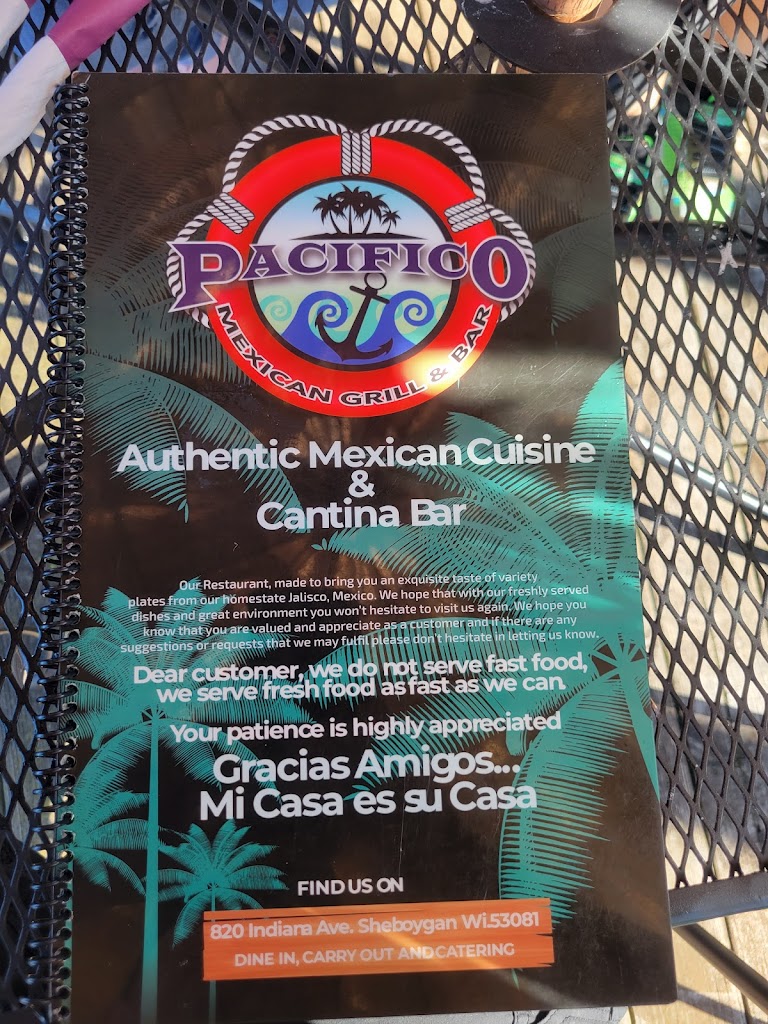 PACIFICO
MEXICAN GRILL & BAR
Authentic Mexican Cuisine
&
Cantina Bar
Our Restaurant, made to bring you an exquisite taste of variety
plates from our homestate Jalisco, Mexico. We hope that with our freshly served
dishes and great environment you won't hesitate to visit us again. We hope you
know that you are valued and appreciate as a customer and if there are any
suggestions or requests that we may fulfil please don't hesitate in letting us know.
Dear customer, we do not serve fast food,
we serve fresh food as fast as we can.
Your patience is highly appreciated
Gracias Amigos...
Mi Casa es su Casa
FIND US ON
820 Indiana Ave. Sheboygan Wi.53081
DINE IN, CARRY OUT AND CATERING